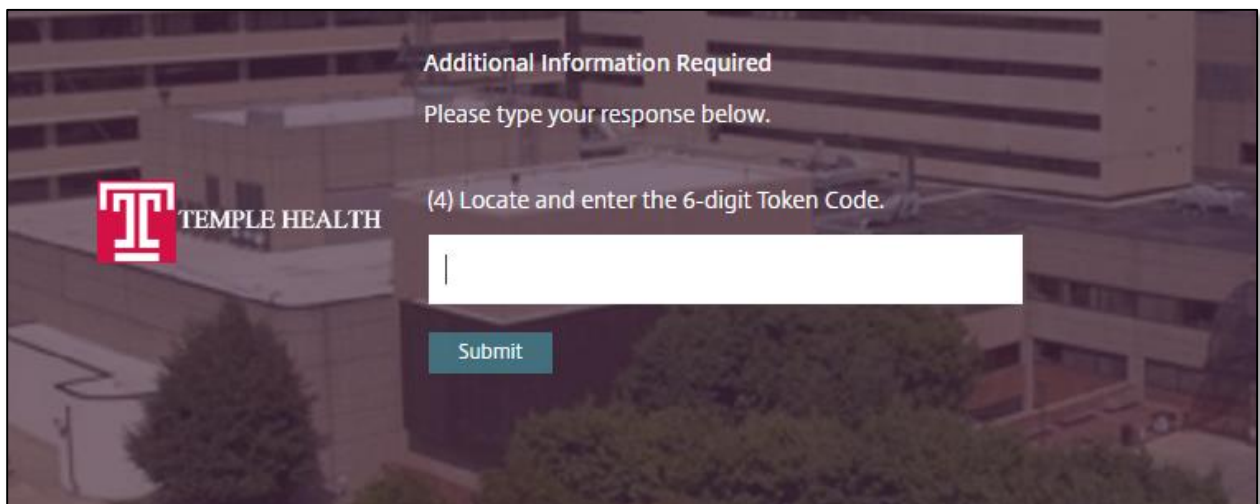 Additional Information Required
Please type your response below.
(4) Locate and enter the 6-digit Token Code.
TEMPLE HEALTH
Submit